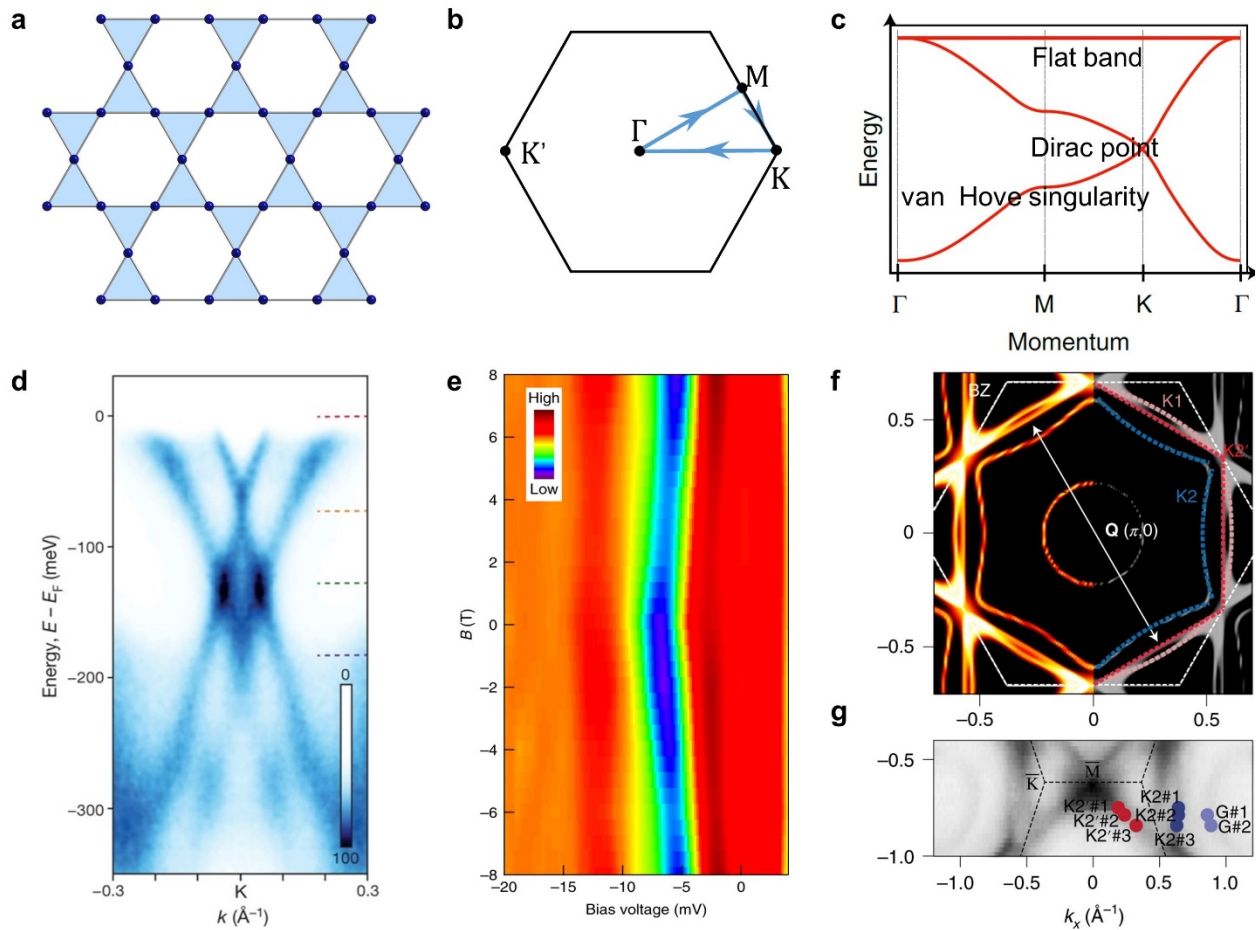 a
b
M
Γ
K'
K
c
Energy
Flat band
Dirac point
van Hove singularity
Γ
M
K
Γ
Momentum
d
Energy, E − E_F (meV)
0
−100
−200
−300
0
100
−0.3
K
0.3
k (Å⁻¹)
e
B (T)
8
6
4
2
0
−2
−4
−6
−8
High
Low
−20
−15
−10
−5
0
Bias voltage (mV)
f
BZ
K1
K2′
K2
Q (π,0)
0.5
0
−0.5
−0.5
0
0.5
g
−0.5
−1.0
K̅
M̅
K2′#1
K2#1
G#1
K2′#2
K2#2
G#2
K2′#3
K2#3
−1.0
−0.5
0
0.5
1.0
kₓ (Å⁻¹)